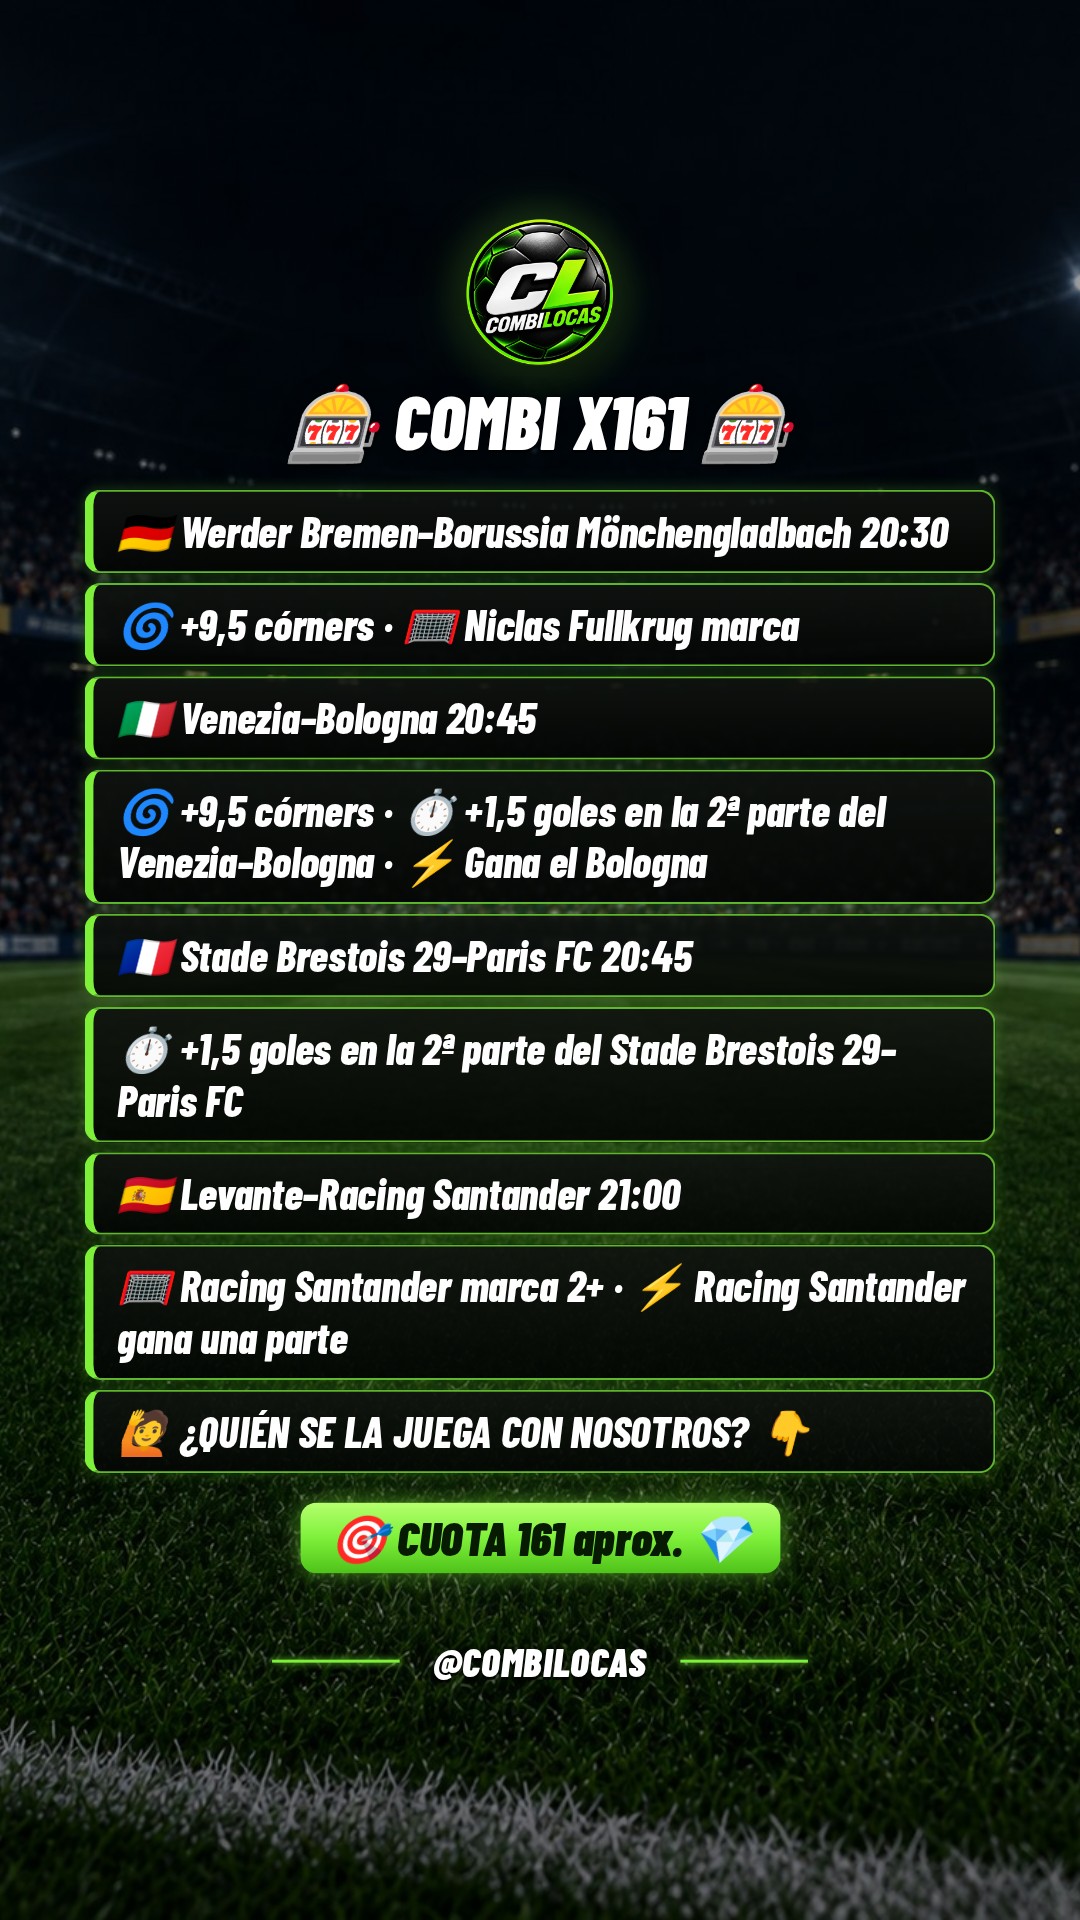 CL
COMBILOCAS
🎰 COMBI X161 🎰
🇩🇪 Werder Bremen-Borussia Mönchengladbach 20:30
🌀 +9,5 córners · 🥅 Niclas Fullkrug marca
🇮🇹 Venezia-Bologna 20:45
🌀 +9,5 córners · ⏱️ +1,5 goles en la 2ª parte del
Venezia-Bologna · ⚡ Gana el Bologna
🇫🇷 Stade Brestois 29-Paris FC 20:45
⏱️ +1,5 goles en la 2ª parte del Stade Brestois 29-
Paris FC
🇪🇸 Levante-Racing Santander 21:00
🥅 Racing Santander marca 2+ · ⚡ Racing Santander
gana una parte
🙋 ¿QUIÉN SE LA JUEGA CON NOSOTROS? 👇
🎯 CUOTA 161 aprox. 💎
@COMBILOCAS